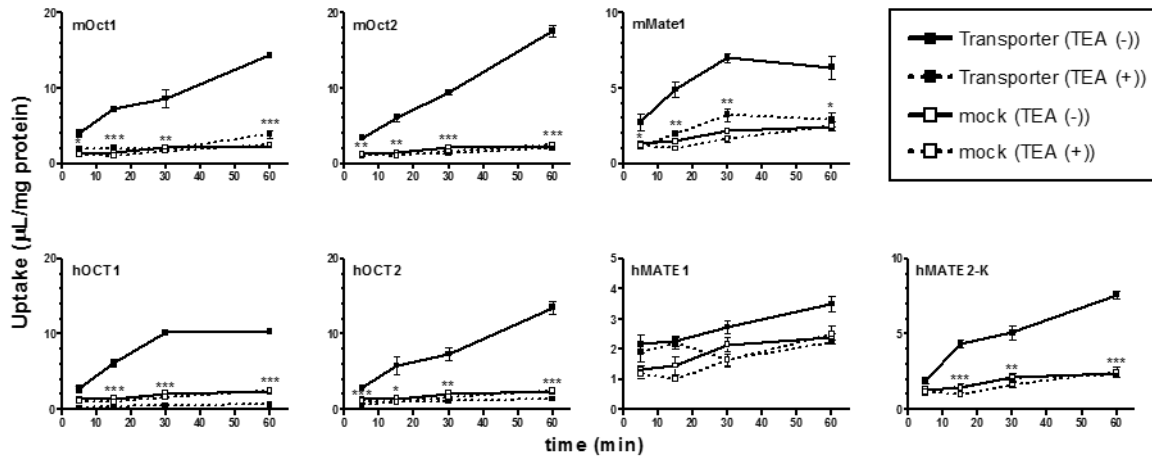 mOct1
20
10
0
0 10 20 30 40 50 60
*
***
**
***
mOct2
20
10
0
0 10 20 30 40 50 60
**
**
***
***
mMate1
10
5
0
0 10 20 30 40 50 60
*
**
**
*
Transporter (TEA (-))
Transporter (TEA (+))
mock (TEA (-))
mock (TEA (+))
Uptake (μL/mg protein)
hOCT1
20
10
0
0 10 20 30 40 50 60
***
***
***
hOCT2
20
10
0
0 10 20 30 40 50 60
***
*
**
***
hMATE1
5
4
3
2
1
0
0 10 20 30 40 50 60
hMATE2-K
10
5
0
0 10 20 30 40 50 60
***
**
***
time (min)